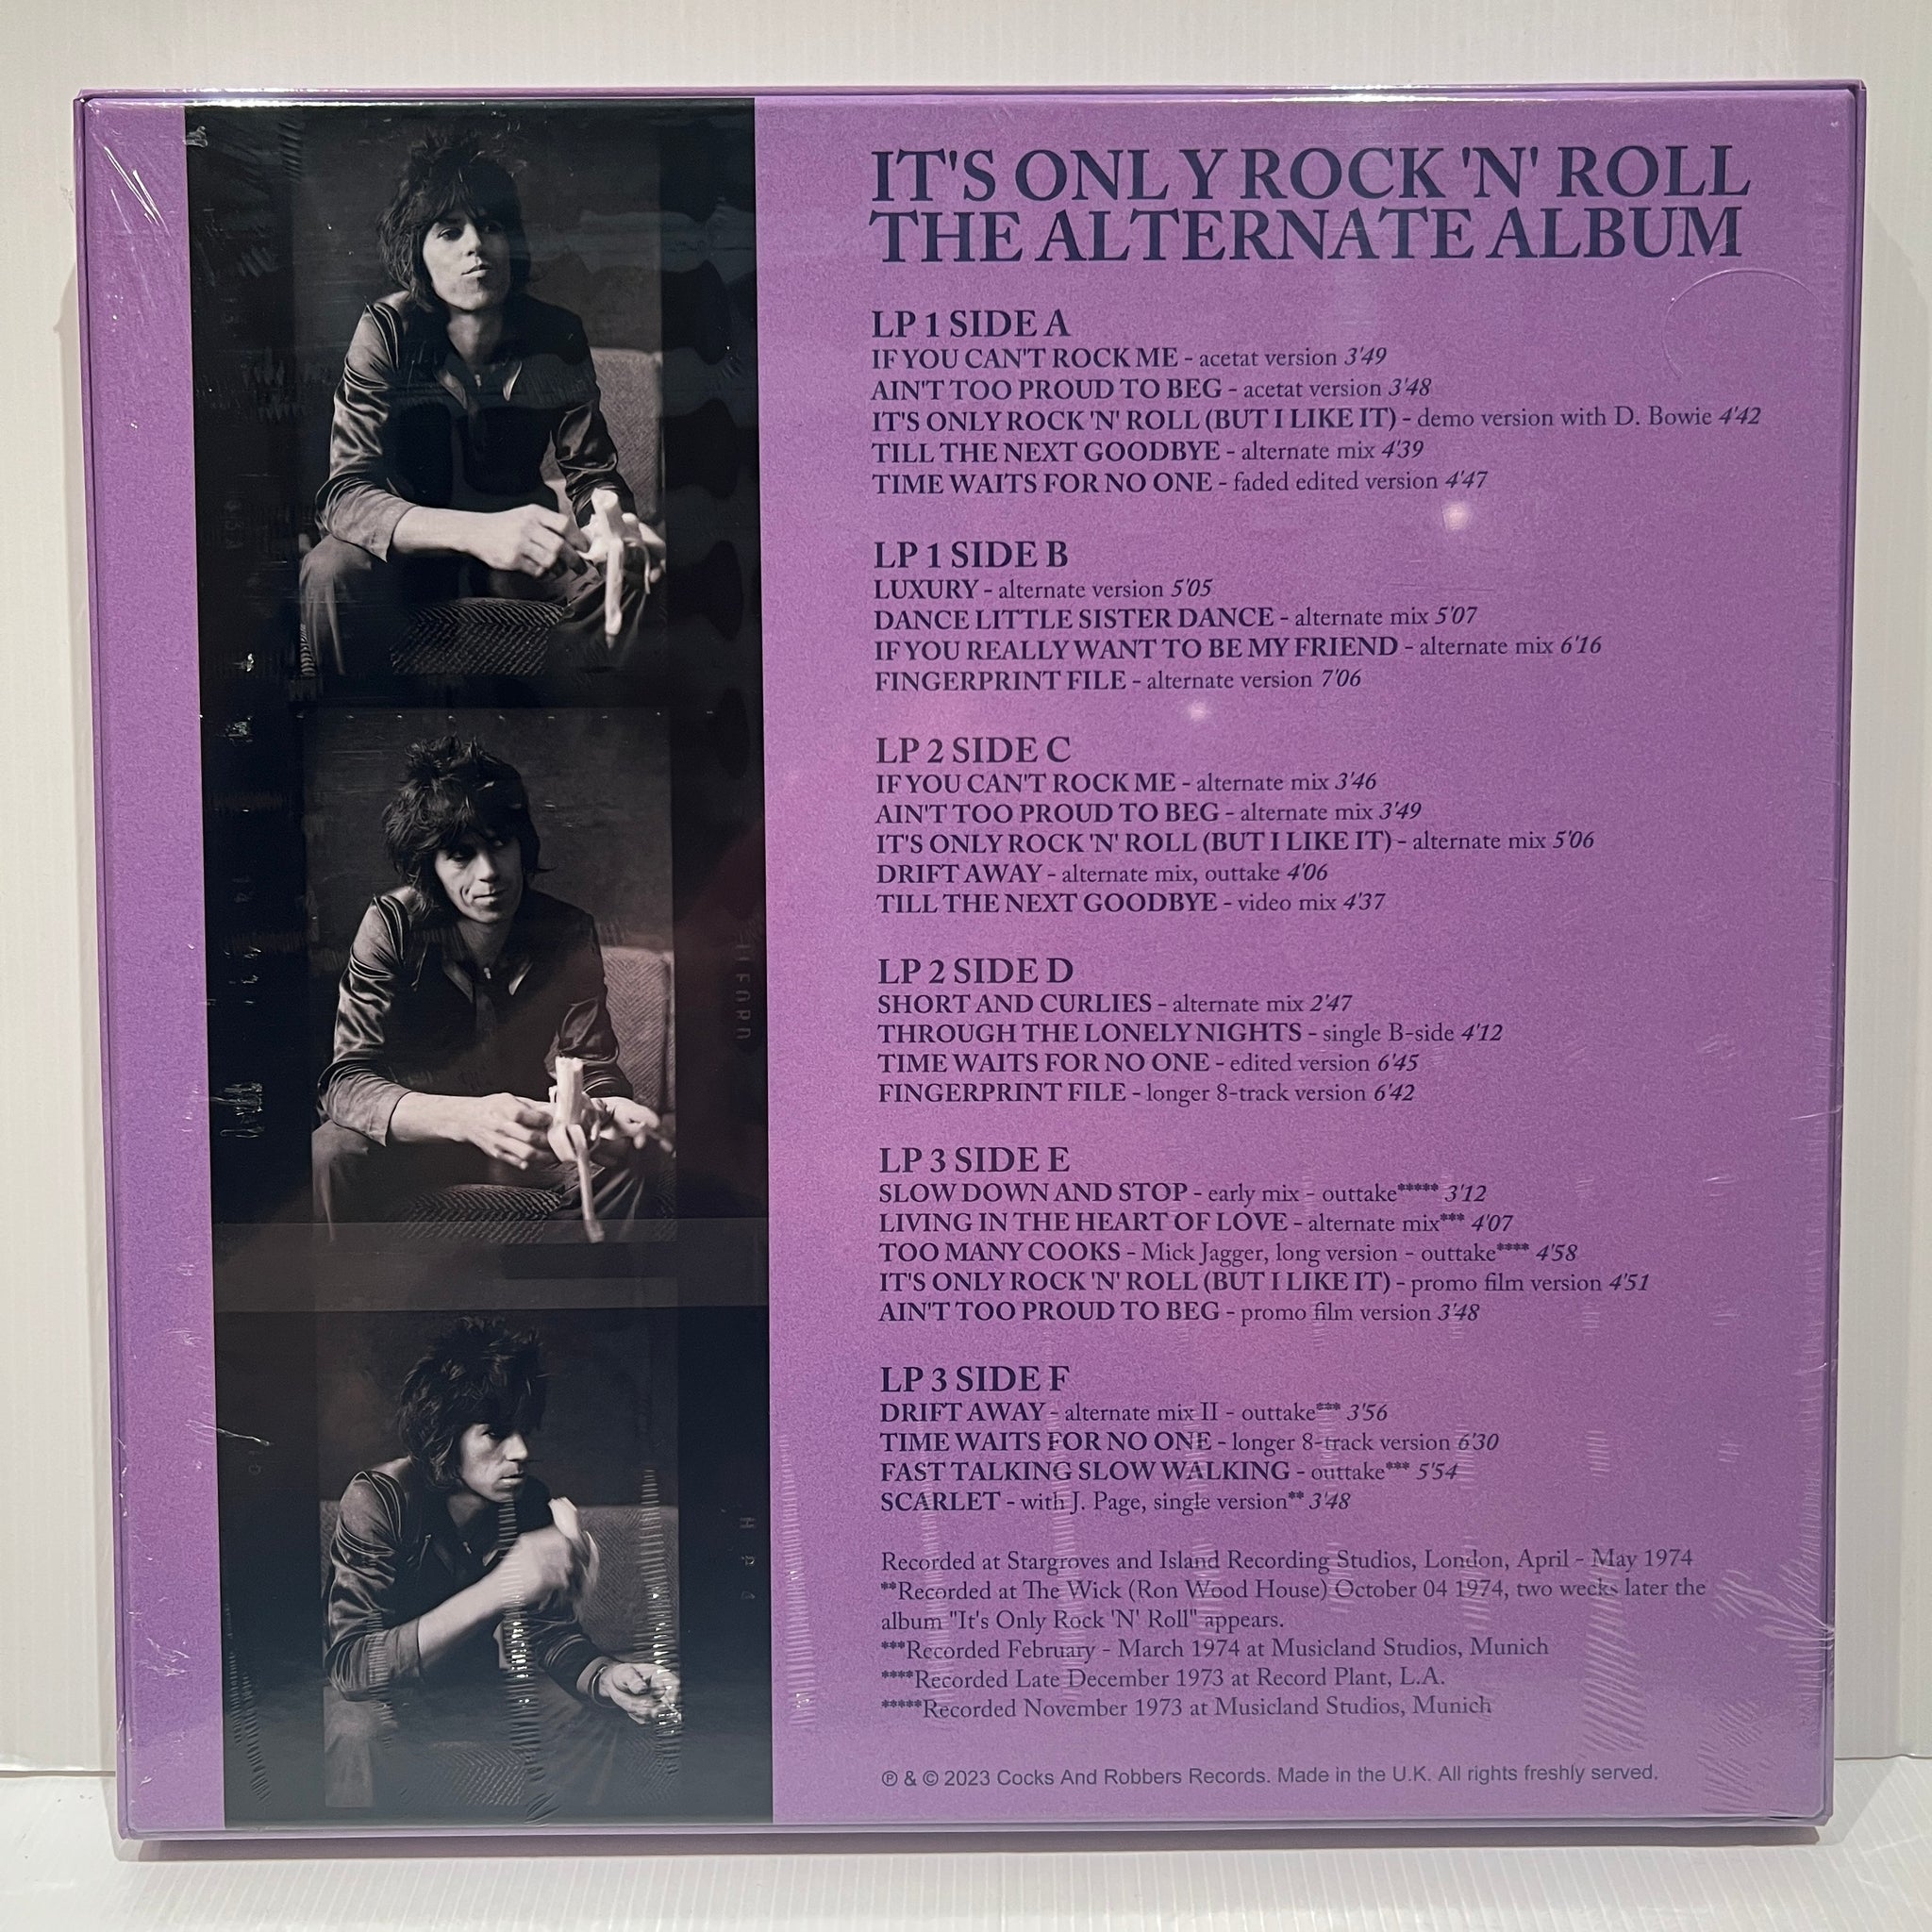 IT'S ONLY ROCK 'N' ROLL
THE ALTERNATE ALBUM
LP 1 SIDE A
IF YOU CAN'T ROCK ME - acetat version 3'49
AIN'T TOO PROUD TO BEG - acetat version 3'48
IT'S ONLY ROCK 'N' ROLL (BUT I LIKE IT) - demo version with D. Bowie 4'42
TILL THE NEXT GOODBYE - alternate mix 4'39
TIME WAITS FOR NO ONE - faded edited version 4'47
LP 1 SIDE B
LUXURY - alternate version 5'05
DANCE LITTLE SISTER DANCE - alternate mix 5'07
IF YOU REALLY WANT TO BE MY FRIEND - alternate mix 6'16
FINGERPRINT FILE - alternate version 7'06
LP 2 SIDE C
IF YOU CAN'T ROCK ME - alternate mix 3'46
AIN'T TOO PROUD TO BEG - alternate mix 3'49
IT'S ONLY ROCK 'N' ROLL (BUT I LIKE IT) - alternate mix 5'06
DRIFT AWAY - alternate mix, outtake 4'06
TILL THE NEXT GOODBYE - video mix 4'37
LP 2 SIDE D
SHORT AND CURLIES - alternate mix 2'47
THROUGH THE LONELY NIGHTS - single B-side 4'12
TIME WAITS FOR NO ONE - edited version 6'45
FINGERPRINT FILE - longer 8-track version 6'42
LP 3 SIDE E
SLOW DOWN AND STOP - early mix - outtake***** 3'12
LIVING IN THE HEART OF LOVE - alternate mix*** 4'07
TOO MANY COOKS - Mick Jagger, long version - outtake**** 4'58
IT'S ONLY ROCK 'N' ROLL (BUT I LIKE IT) - promo film version 4'51
AIN'T TOO PROUD TO BEG - promo film version 3'48
LP 3 SIDE F
DRIFT AWAY - alternate mix II - outtake*** 3'56
TIME WAITS FOR NO ONE - longer 8-track version 6'30
FAST TALKING SLOW WALKING - outtake*** 5'54
SCARLET - with J. Page, single version** 3'48
Recorded at Stargroves and Island Recording Studios, London, April - May 1974
**Recorded at The Wick (Ron Wood House) October 04 1974, two weeks later the
album "It's Only Rock 'N' Roll" appears.
***Recorded February - March 1974 at Musicland Studios, Munich
****Recorded Late December 1973 at Record Plant, L.A.
*****Recorded November 1973 at Musicland Studios, Munich
℗ & © 2023 Cocks And Robbers Records. Made in the U.K. All rights freshly served.